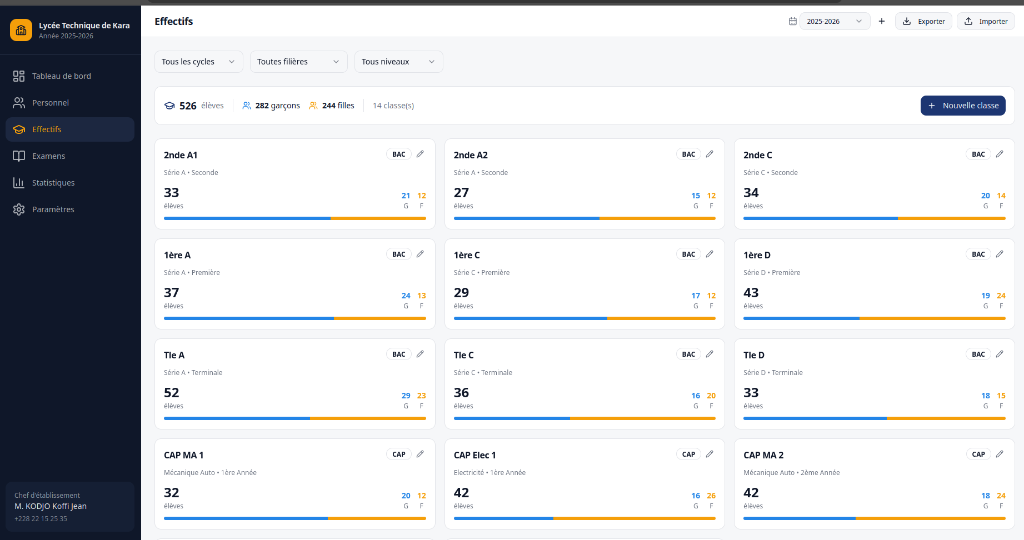 Lycée Technique de Kara
Année 2025-2026
Tableau de bord
Personnel
Effectifs
Examens
Statistiques
Paramètres
Chef d'établissement
M. KODJO Koffi Jean
+228 22 15 25 35
Effectifs
2025-2026
+
Exporter
Importer
Tous les cycles
Toutes filières
Tous niveaux
526 élèves
282 garçons
244 filles
14 classe(s)
+ Nouvelle classe
2nde A1 BAC
Série A • Seconde
33 21 12
élèves G F
2nde A2 BAC
Série A • Seconde
27 15 12
élèves G F
2nde C BAC
Série C • Seconde
34 20 14
élèves G F
1ère A BAC
Série A • Première
37 24 13
élèves G F
1ère C BAC
Série C • Première
29 17 12
élèves G F
1ère D BAC
Série D • Première
43 19 24
élèves G F
Tle A BAC
Série A • Terminale
52 29 23
élèves G F
Tle C BAC
Série C • Terminale
36 16 20
élèves G F
Tle D BAC
Série D • Terminale
33 18 15
élèves G F
CAP MA 1 CAP
Mécanique Auto • 1ère Année
32 20 12
élèves G F
CAP Elec 1 CAP
Electricité • 1ère Année
42 16 26
élèves G F
CAP MA 2 CAP
Mécanique Auto • 2ème Année
42 18 24
élèves G F